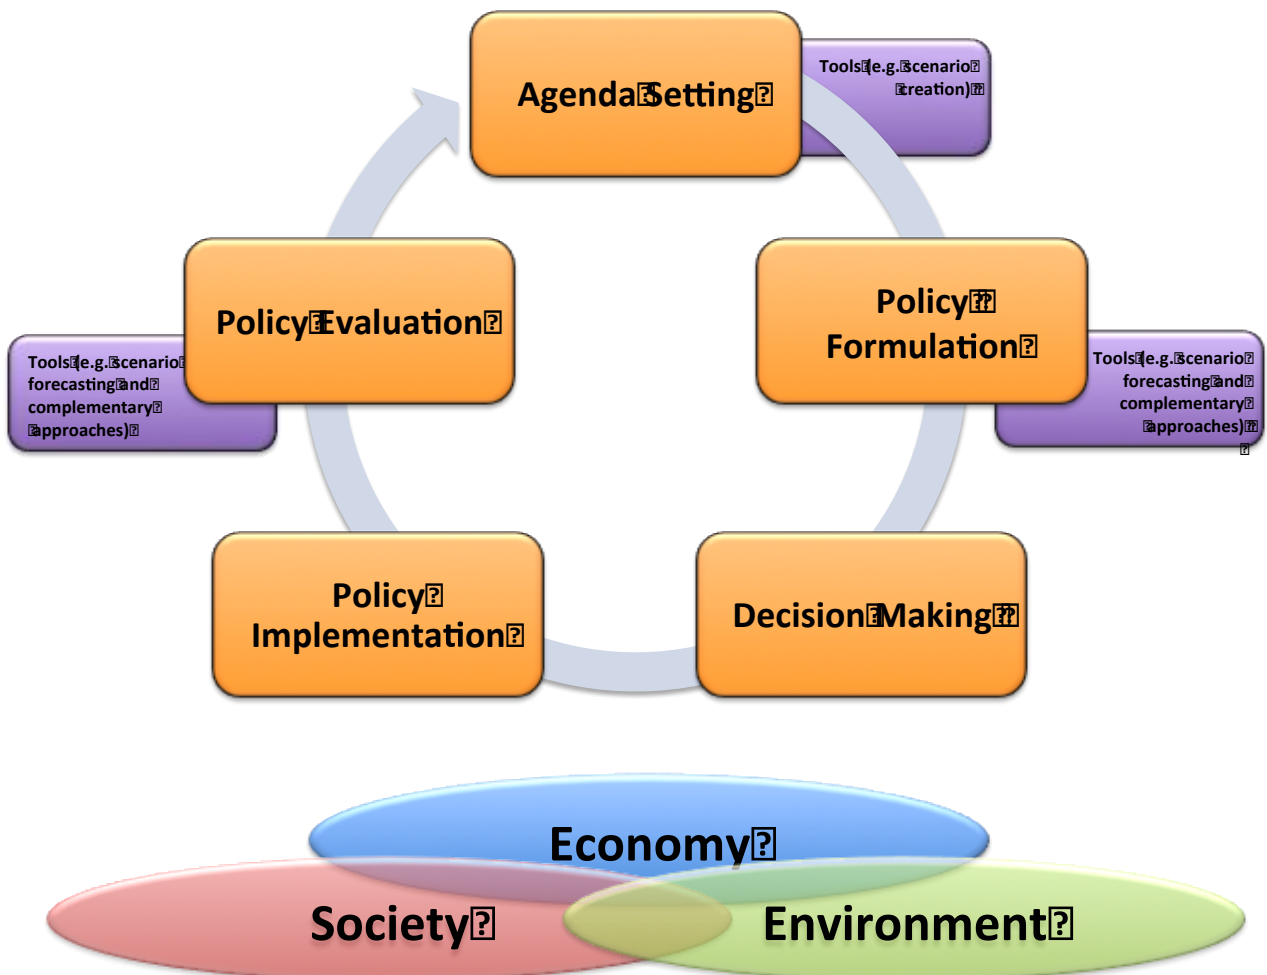 Agenda Setting
Tools (e.g. scenario
creation)
Policy
Formulation
Tools (e.g. scenario
forecasting and
complementary
approaches)
Decision Making
Policy
Implementation
Policy Evaluation
Tools (e.g. scenario
forecasting and
complementary
approaches)
Economy
Society
Environment